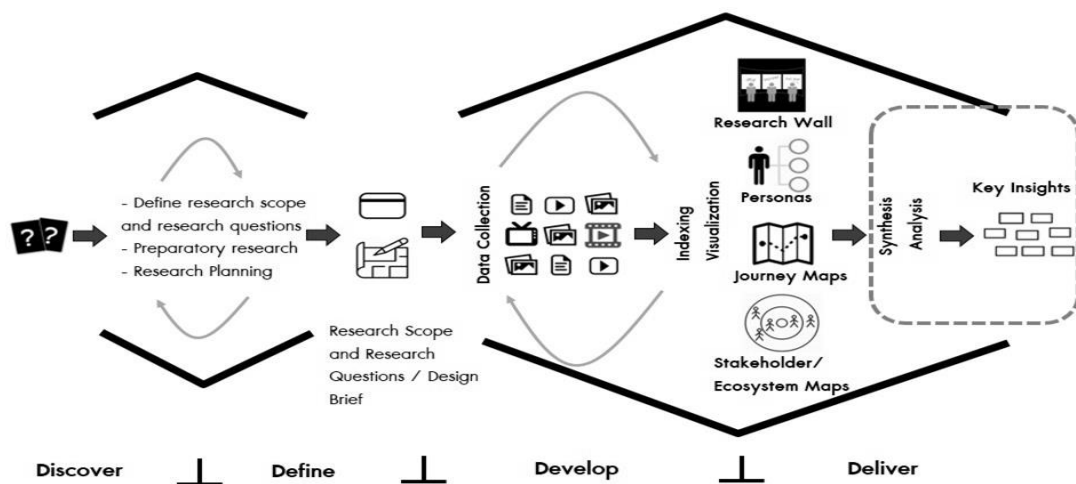 ? ?
- Define research scope
and research questions
- Preparatory research
- Research Planning
Research Scope
and Research
Questions / Design
Brief
Data Collection
Indexing
Visualization
Research Wall
Personas
Journey Maps
Stakeholder/
Ecosystem Maps
Synthesis
Analysis
Key Insights
Discover
Define
Develop
Deliver